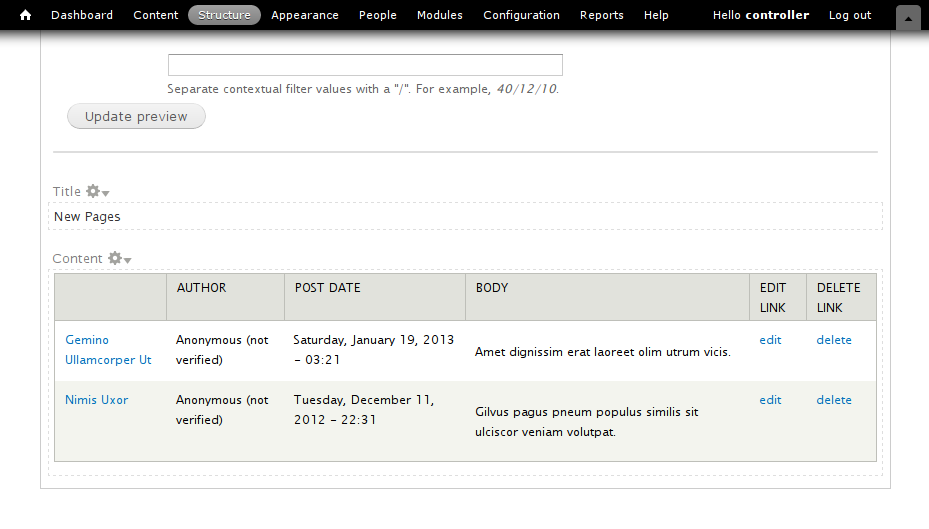 Dashboard Content Structure Appearance People Modules Configuration Reports Help Hello controller Log out
Separate contextual filter values with a "/". For example, 40/12/10.
Update preview
Title
New Pages
Content
AUTHOR POST DATE BODY EDIT LINK DELETE LINK
Gemino Anonymous (not Saturday, January 19, 2013 Amet dignissim erat laoreet olim utrum vicis. edit delete
Ullamcorper Ut verified) - 03:21
Nimis Uxor Anonymous (not Tuesday, December 11, Gilvus pagus pneum populus similis sit edit delete
verified) 2012 - 22:31 ulciscor veniam volutpat.